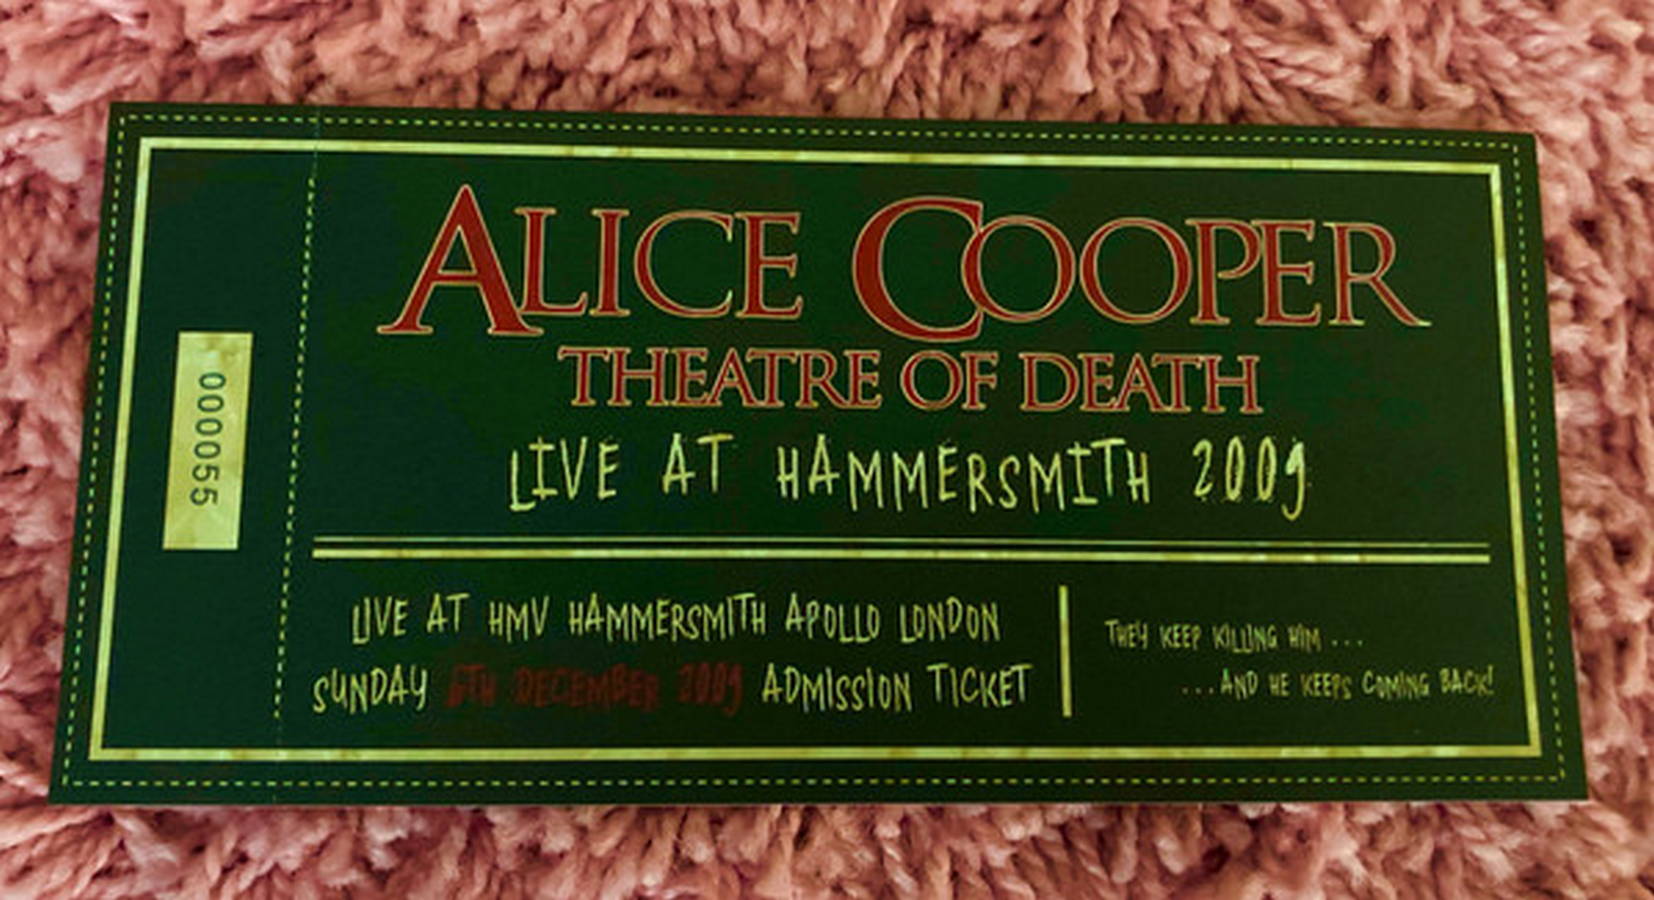 ALICE COOPER
THEATRE OF DEATH
LIVE AT HAMMERSMITH 2009
000055
LIVE AT HMV HAMMERSMITH APOLLO LONDON
SUNDAY 6TH DECEMBER 2009 ADMISSION TICKET
THEY KEEP KILLING HIM ...
...AND HE KEEPS COMING BACK!